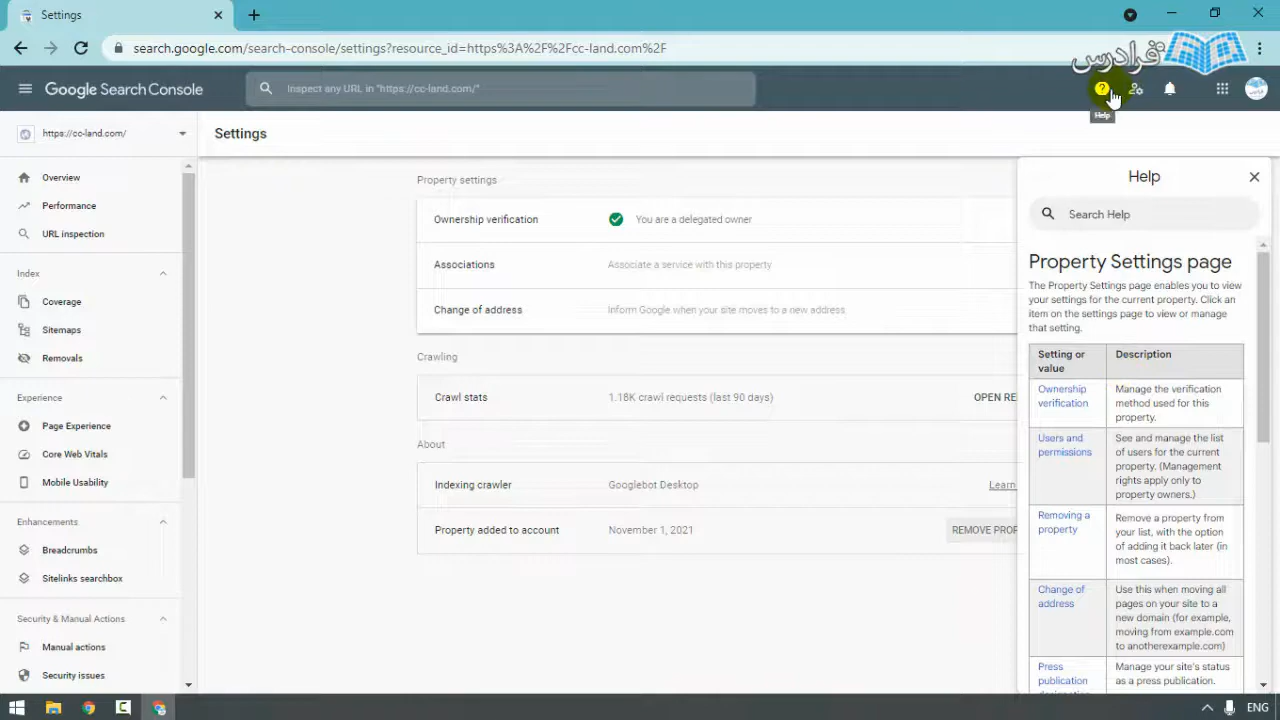 Settings
search.google.com/search-console/settings?resource_id=https%3A%2F%2Fcc-land.com%2F
فرادرس
Google Search Console
Inspect any URL in "https://cc-land.com/"
?
Help
https://cc-land.com/
Settings
Overview
Performance
URL inspection
Index
Coverage
Sitemaps
Removals
Experience
Page Experience
Core Web Vitals
Mobile Usability
Enhancements
Breadcrumbs
Sitelinks searchbox
Security & Manual Actions
Manual actions
Security issues
Property settings
Ownership verification
You are a delegated owner
Associations
Associate a service with this property
Change of address
Inform Google when your site moves to a new address
Crawling
Crawl stats
1.18K crawl requests (last 90 days)
OPEN RE
About
Indexing crawler
Googlebot Desktop
Learn
Property added to account
November 1, 2021
REMOVE PROP
Help
Search Help
Property Settings page
The Property Settings page enables you to view
your settings for the current property. Click an
item on the settings page to view or manage
that setting.
Setting or
value
Description
Ownership
verification
Manage the verification
method used for this
property.
Users and
permissions
See and manage the list
of users for the current
property. (Management
rights apply only to
property owners.)
Removing a
property
Remove a property from
your list, with the option
of adding it back later (in
most cases).
Change of
address
Use this when moving all
pages on your site to a
new domain (for example,
moving from example.com
to anotherexample.com)
Press
publication
Manage your site's status
as a press publication.
ENG